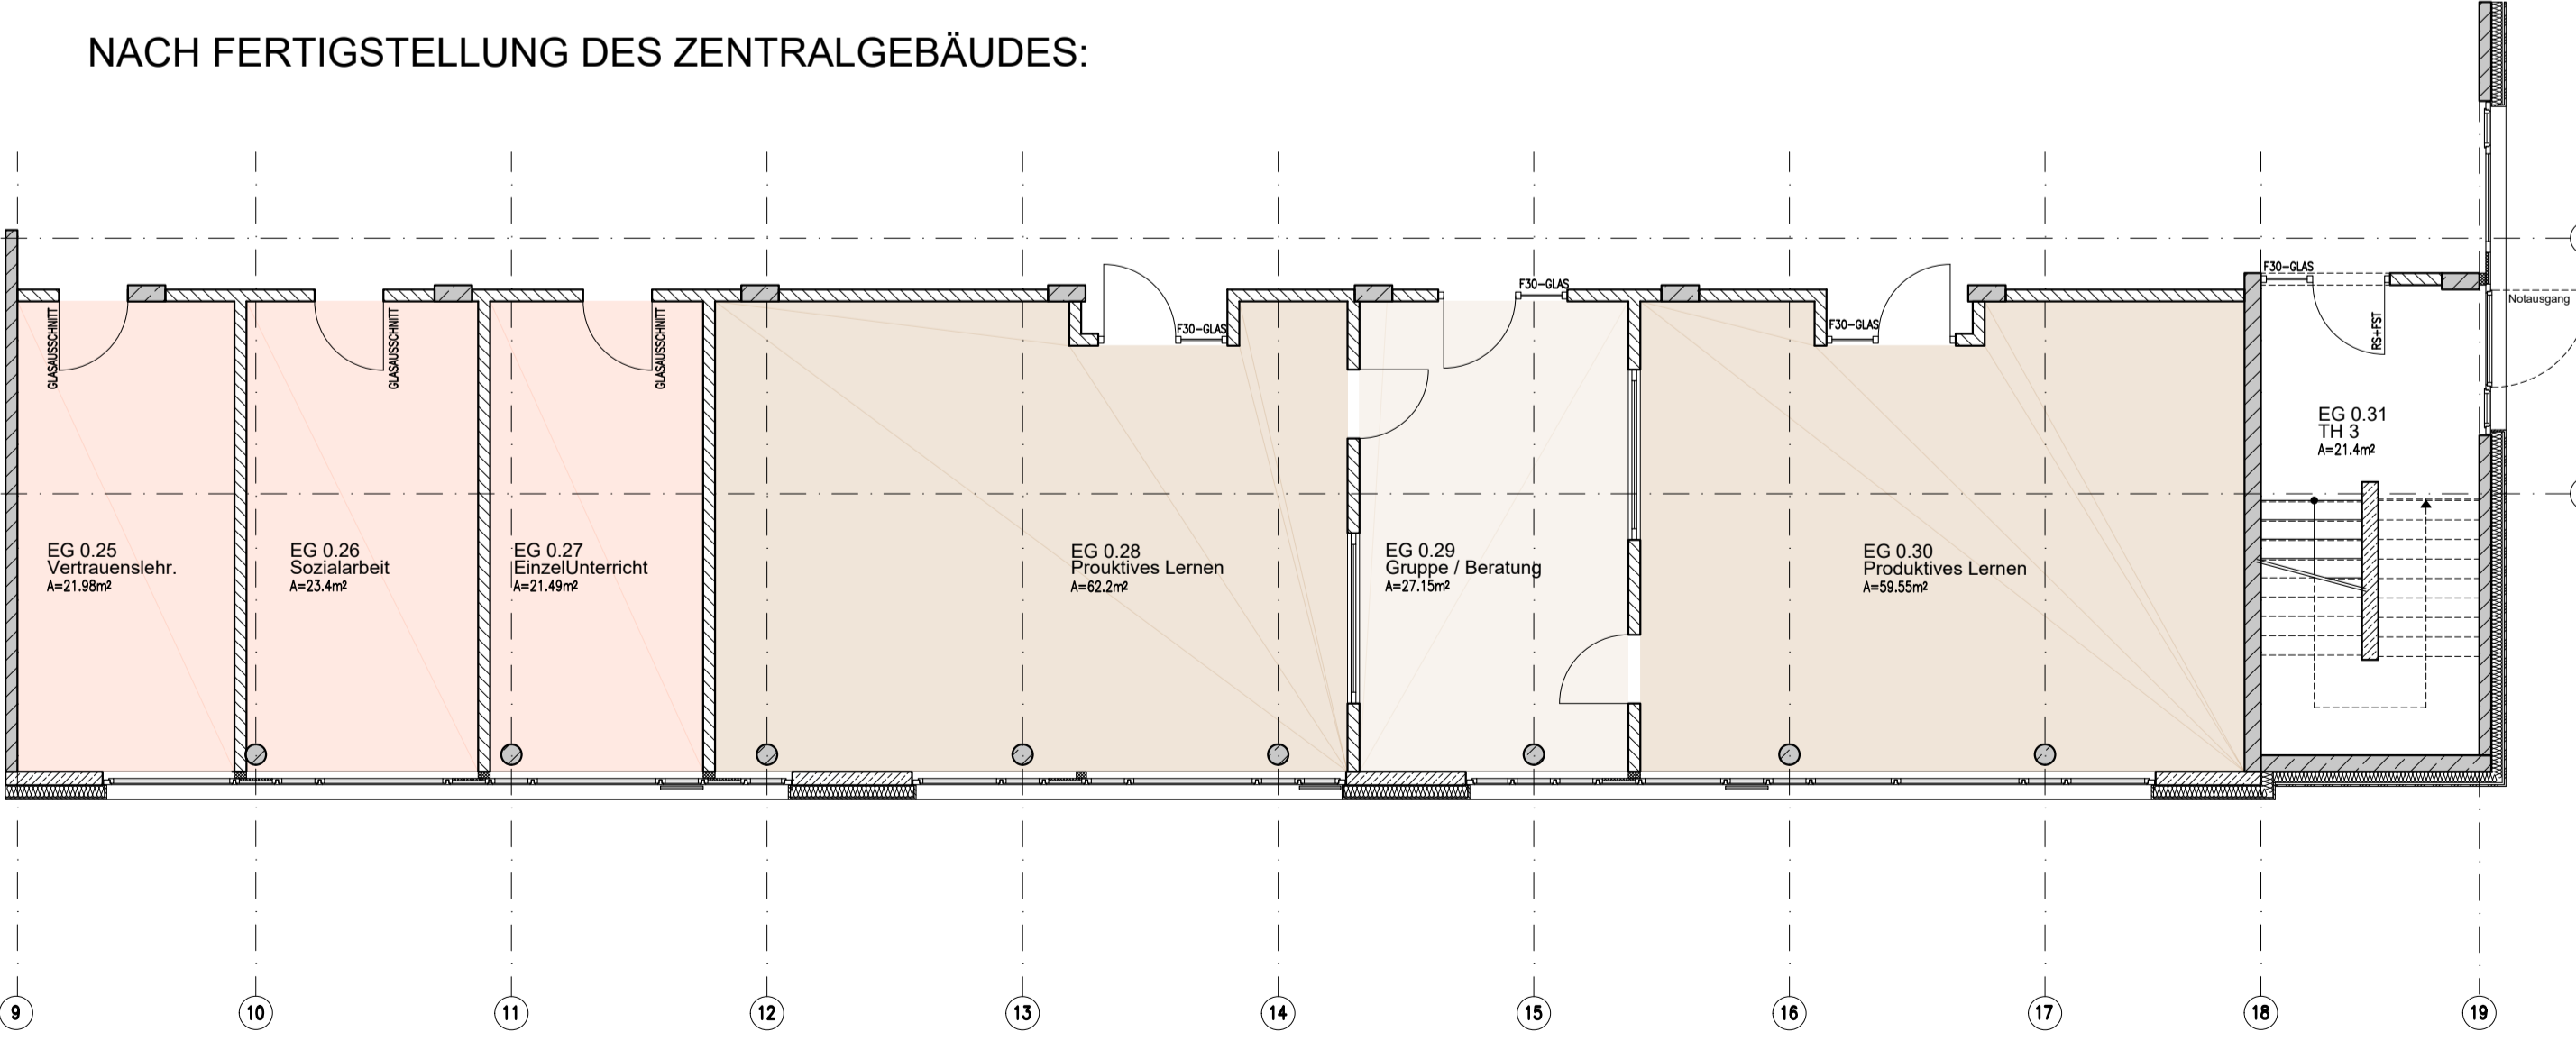 NACH FERTIGSTELLUNG DES ZENTRALGEBÄUDES:
GLASAUSSCHNITT
GLASAUSSCHNITT
GLASAUSSCHNITT
F30-GLAS
F30-GLAS
F30-GLAS
F30-GLAS
RS+FST
Notausgang
EG 0.31
TH 3
A=21.4m²
EG 0.25
Vertrauenslehr.
A=21.98m²
EG 0.26
Sozialarbeit
A=23.4m²
EG 0.27
EinzelUnterricht
A=21.49m²
EG 0.28
Prouktives Lernen
A=62.2m²
EG 0.29
Gruppe / Beratung
A=27.15m²
EG 0.30
Produktives Lernen
A=59.55m²
9
10
11
12
13
14
15
16
17
18
19